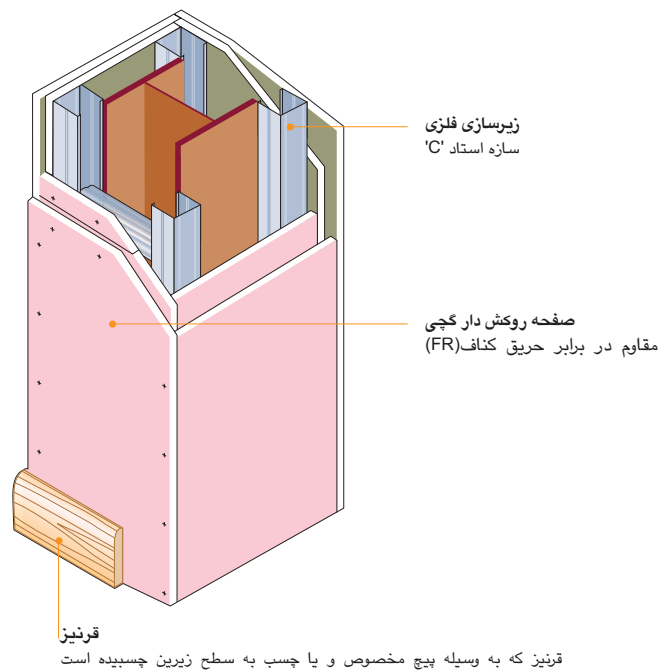 زیرسازی فلزی
سازه استاد 'C'
صفحه روکش دار گچی
مقاوم در برابر حریق کناف(FR)
قرنیز
قرنیز که به وسیله پیچ مخصوص و یا چسب به سطح زیرین چسبیده است